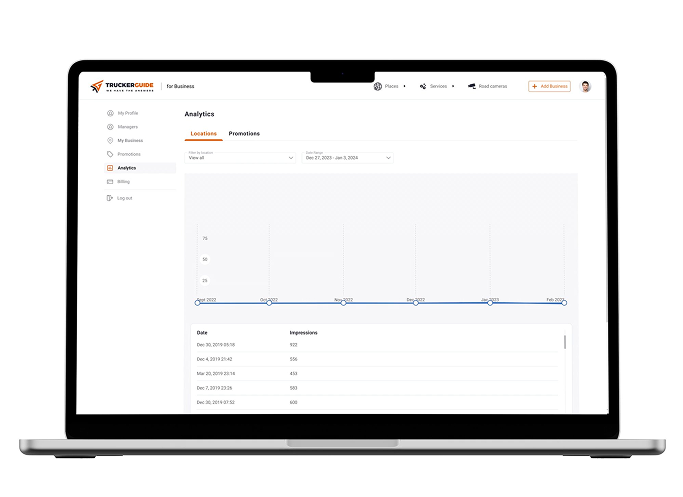 TRUCKERGUIDE
WE HAVE THE ANSWERS
for Business
Places
Services
Road cameras
+ Add Business
My Profile
Managers
My Business
Promotions
Analytics
Billing
Log out
Analytics
Locations Promotions
Filter by location
View all
Date Range
Dec 27, 2023 - Jan 3, 2024
75
50
25
Sept 2022 Oct 2022 Nov 2022 Dec 2022 Jan 2023 Feb 2023
Date Impressions
Dec 30, 2019 05:18 922
Dec 4, 2019 21:42 556
Mar 20, 2019 23:14 453
Dec 7, 2019 23:26 583
Dec 30, 2019 07:52 600